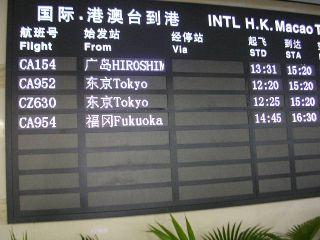 国际.港澳台到港 INTL H.K. Macao T
航班号 始发站 经停站 起飞 到达
Flight From Via STD STA
CA154 广岛HIROSHIM 13:31 15:20
CA952 东京Tokyo 12:20 15:20
CZ630 东京Tokyo 12:25 15:20
CA954 福冈Fukuoka 14:45 16:30